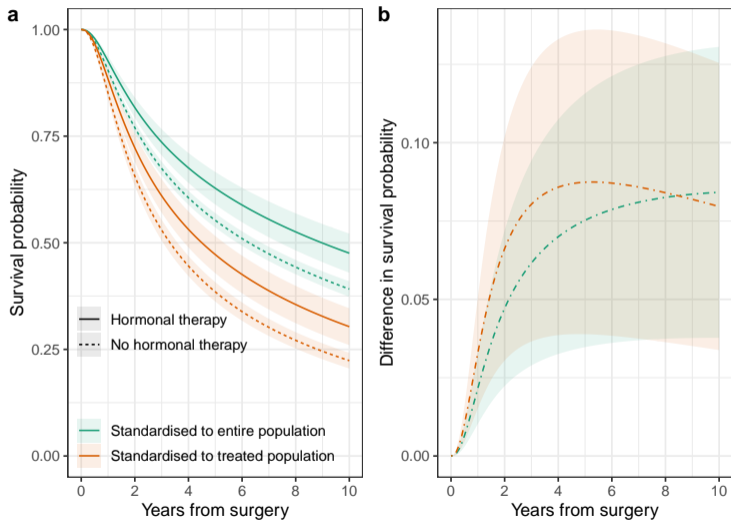 a
1.00
0.75
0.50
0.25
0.00
Survival probability
Hormonal therapy
No hormonal therapy
Standardised to entire population
Standardised to treated population
0 2 4 6 8 10
Years from surgery
b
0.10
0.05
0.00
Difference in survival probability
0 2 4 6 8 10
Years from surgery